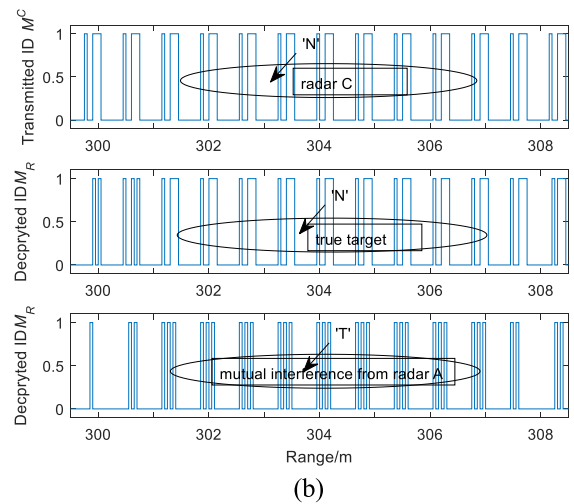 (b)
Transmitted ID M^C
1
0.5
0
'N'
radar C
300 302 304 306 308
Decpryted ID M_R
1
0.5
0
'N'
true target
300 302 304 306 308
Decpryted ID M_R
1
0.5
0
'T'
mutual interference from radar A
300 302 304 306 308
Range/m
(b)